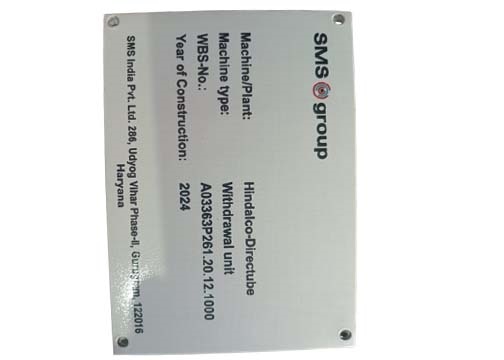 SMS group
Machine/Plant: Hindalco-Directube
Machine type: Withdrawal unit
WBS-No.: A03363P261.20.12.1000
Year of Construction: 2024
SMS India Pvt. Ltd. 286, Udyog Vihar Phase-II, Gurugram, 122016
Haryana